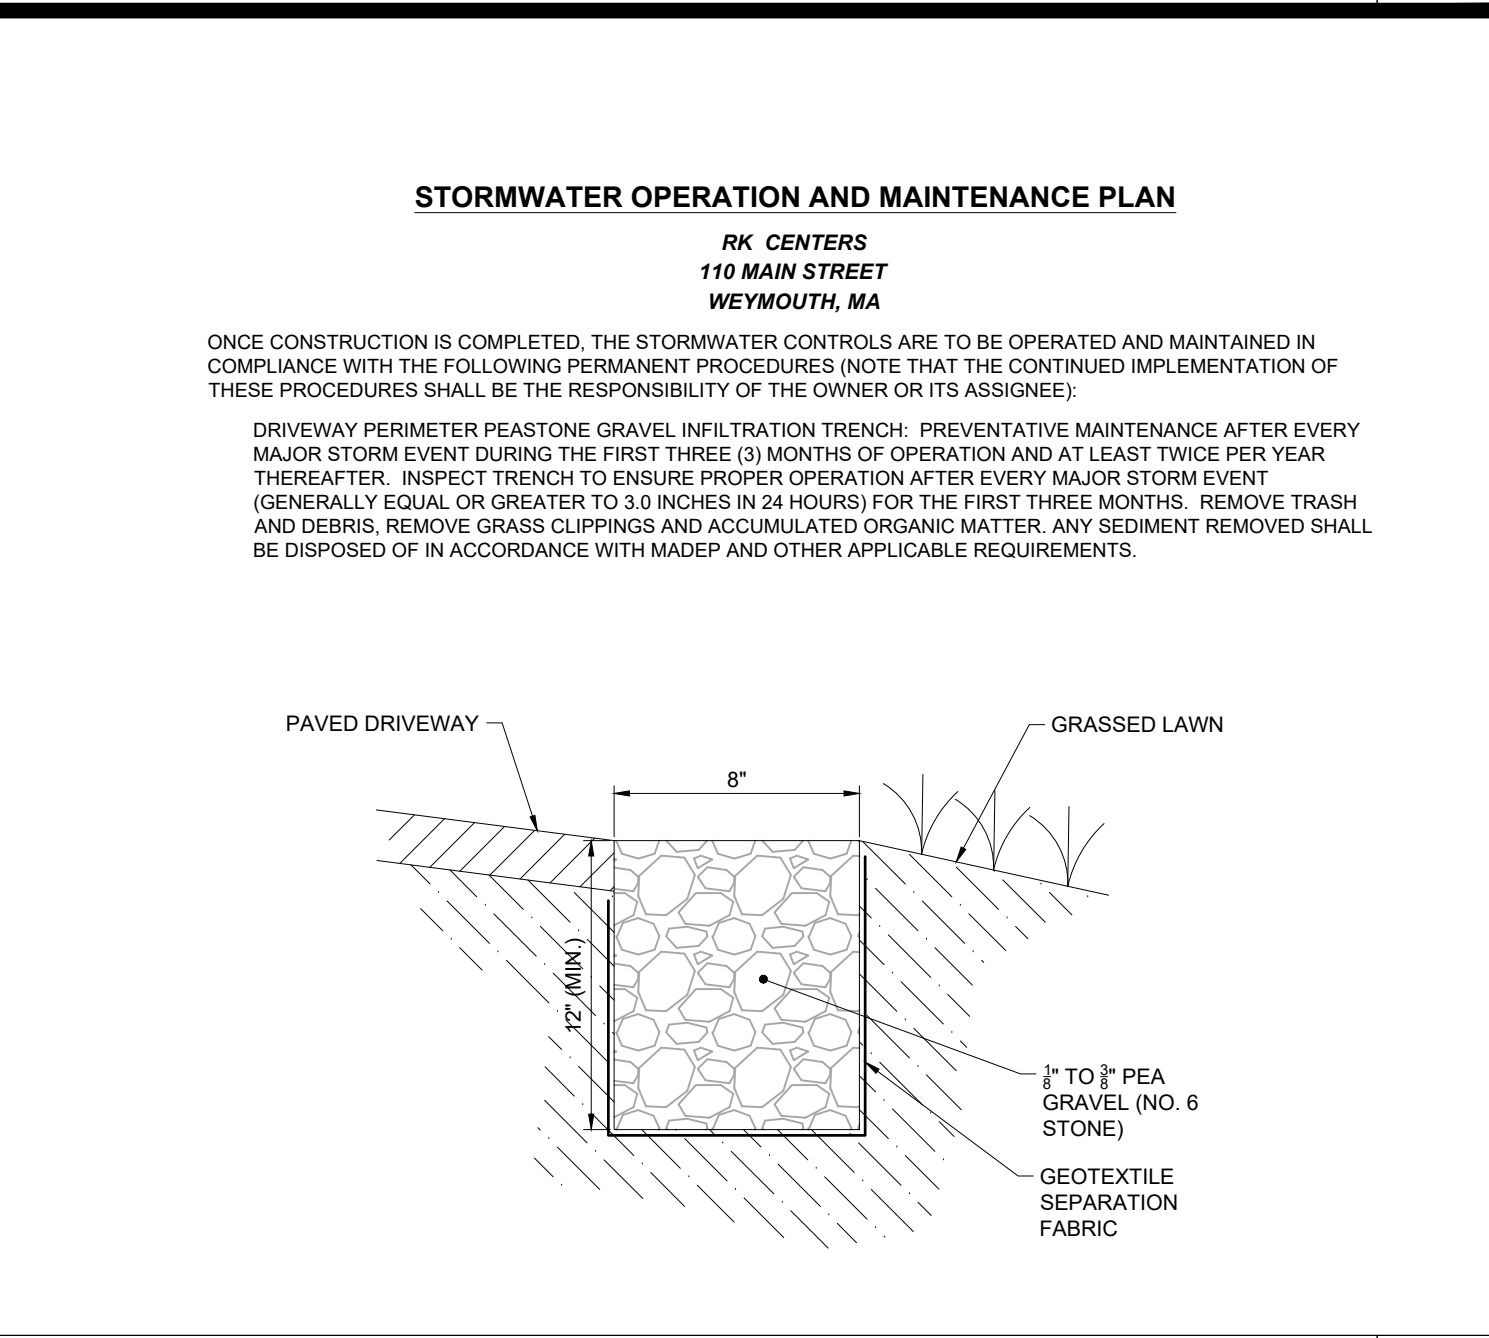 STORMWATER OPERATION AND MAINTENANCE PLAN
RK CENTERS
110 MAIN STREET
WEYMOUTH, MA
ONCE CONSTRUCTION IS COMPLETED, THE STORMWATER CONTROLS ARE TO BE OPERATED AND MAINTAINED IN
COMPLIANCE WITH THE FOLLOWING PERMANENT PROCEDURES (NOTE THAT THE CONTINUED IMPLEMENTATION OF
THESE PROCEDURES SHALL BE THE RESPONSIBILITY OF THE OWNER OR ITS ASSIGNEE):
DRIVEWAY PERIMETER PEASTONE GRAVEL INFILTRATION TRENCH: PREVENTATIVE MAINTENANCE AFTER EVERY
MAJOR STORM EVENT DURING THE FIRST THREE (3) MONTHS OF OPERATION AND AT LEAST TWICE PER YEAR
THEREAFTER. INSPECT TRENCH TO ENSURE PROPER OPERATION AFTER EVERY MAJOR STORM EVENT
(GENERALLY EQUAL OR GREATER TO 3.0 INCHES IN 24 HOURS) FOR THE FIRST THREE MONTHS. REMOVE TRASH
AND DEBRIS, REMOVE GRASS CLIPPINGS AND ACCUMULATED ORGANIC MATTER. ANY SEDIMENT REMOVED SHALL
BE DISPOSED OF IN ACCORDANCE WITH MADEP AND OTHER APPLICABLE REQUIREMENTS.
PAVED DRIVEWAY
GRASSED LAWN
8"
12" (MIN.)
1/8" TO 3/8" PEA
GRAVEL (NO. 6
STONE)
GEOTEXTILE
SEPARATION
FABRIC